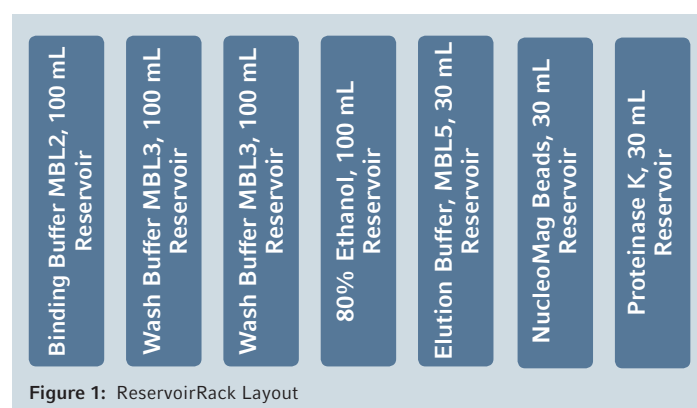 Binding Buffer MBL2, 100 mL
Reservoir
Wash Buffer MBL3, 100 mL
Reservoir
Wash Buffer MBL3, 100 mL
Reservoir
80% Ethanol, 100 mL
Reservoir
Elution Buffer, MBL5, 30 mL
Reservoir
NucleoMag Beads, 30 mL
Reservoir
Proteinase K, 30 mL
Reservoir
Figure 1: ReservoirRack Layout